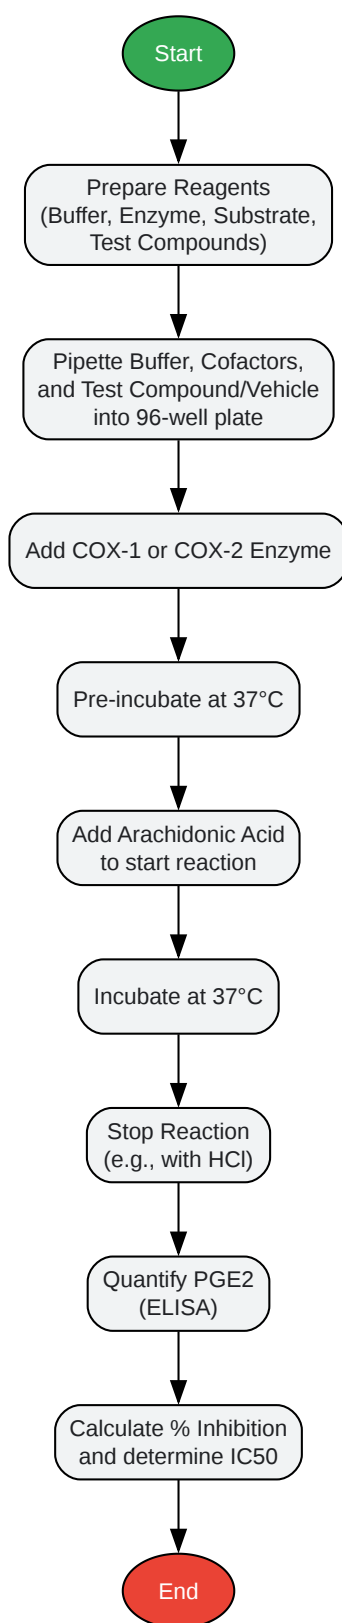 Start
Prepare Reagents
(Buffer, Enzyme, Substrate,
Test Compounds)
Pipette Buffer, Cofactors,
and Test Compound/Vehicle
into 96-well plate
Add COX-1 or COX-2 Enzyme
Pre-incubate at 37°C
Add Arachidonic Acid
to start reaction
Incubate at 37°C
Stop Reaction
(e.g., with HCl)
Quantify PGE2
(ELISA)
Calculate % Inhibition
and determine IC50
End